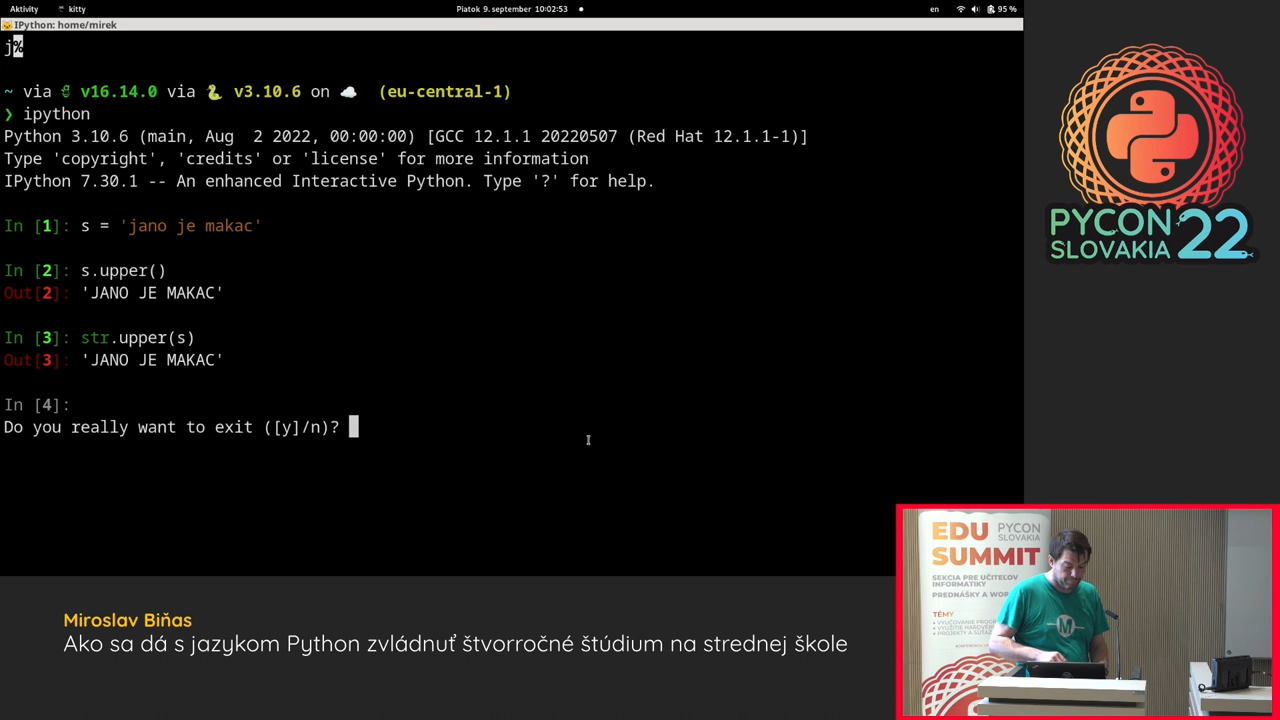 Aktivity kitty Piatok 9. september 10:02:53 en 95 %
IPython: home/mirek
j%
~ via v16.14.0 via v3.10.6 on (eu-central-1)
❯ ipython
Python 3.10.6 (main, Aug  2 2022, 00:00:00) [GCC 12.1.1 20220507 (Red Hat 12.1.1-1)]
Type 'copyright', 'credits' or 'license' for more information
IPython 7.30.1 -- An enhanced Interactive Python. Type '?' for help.
In [1]: s = 'jano je makac'
In [2]: s.upper()
Out[2]: 'JANO JE MAKAC'
In [3]: str.upper(s)
Out[3]: 'JANO JE MAKAC'
In [4]:
Do you really want to exit ([y]/n)?
PYCON
SLOVAKIA 22
EDU
SUMMIT
PYCON
SLOVAKIA
SEKCIA PRE UČITEĽOV
INFORMATIKY
PREDNÁŠKY A
TÉMY
M
Miroslav Biňas
Ako sa dá s jazykom Python zvládnuť štvorročné štúdium na strednej škole